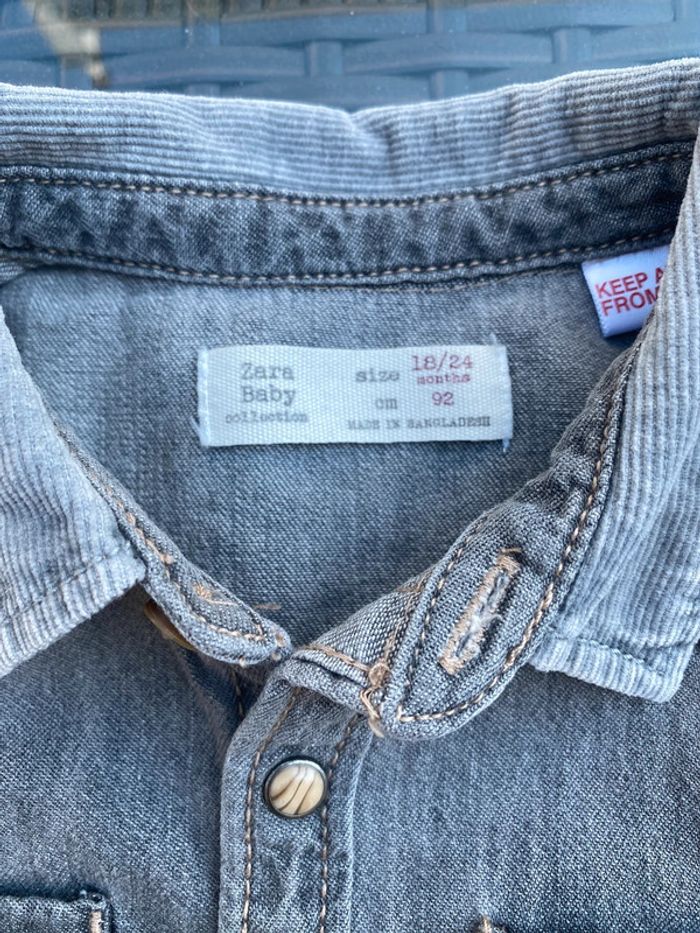 KEEP A
FROM
Zara
Baby
collection
size 18/24
months
cm 92
MADE IN BANGLADESH